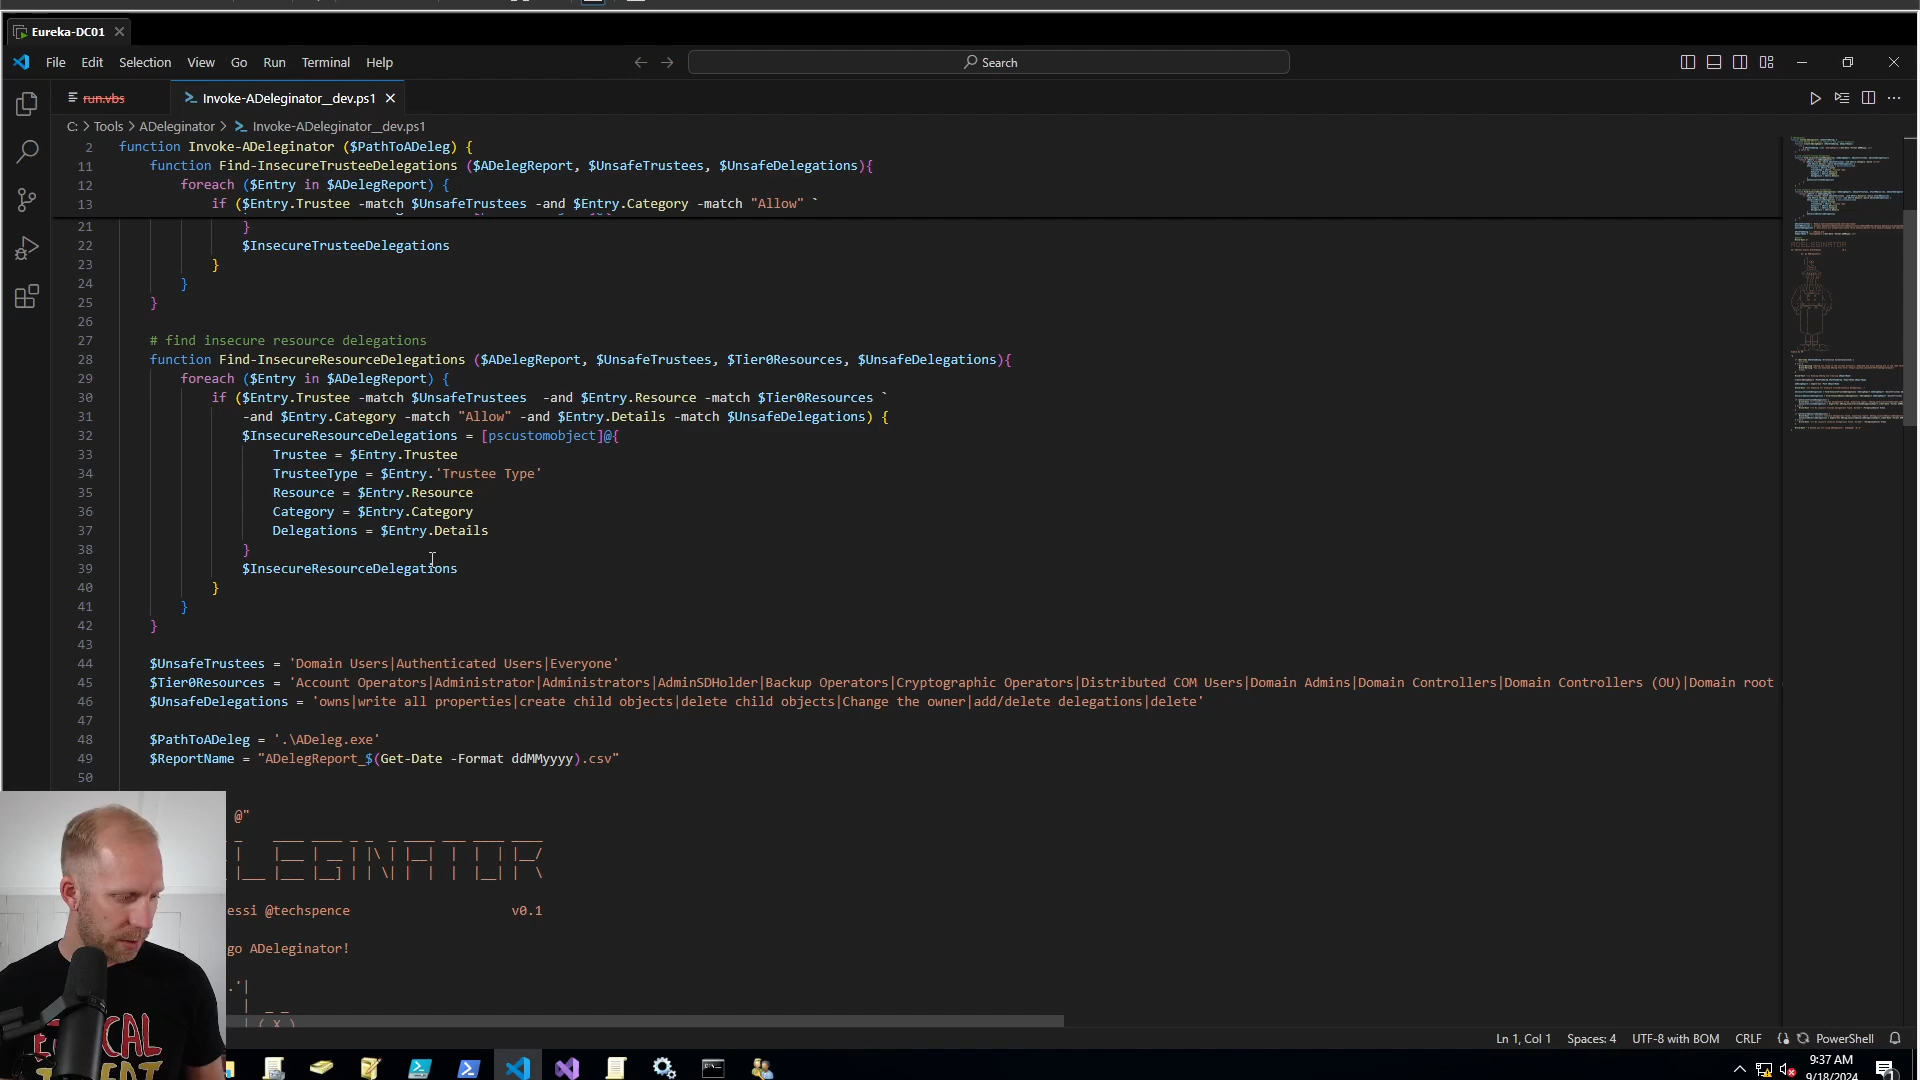 Eureka-DC01
File Edit Selection View Go Run Terminal Help
Search
run.vbs
Invoke-ADeleginator__dev.ps1
C: > Tools > ADeleginator > Invoke-ADeleginator__dev.ps1
2 function Invoke-ADeleginator ($PathToADeleg) {
11 function Find-InsecureTrusteeDelegations ($ADelegReport, $UnsafeTrustees, $UnsafeDelegations){
12 foreach ($Entry in $ADelegReport) {
13 if ($Entry.Trustee -match $UnsafeTrustees -and $Entry.Category -match "Allow" `
21 }
22 $InsecureTrusteeDelegations
23 }
24 }
25 }
26
27 # find insecure resource delegations
28 function Find-InsecureResourceDelegations ($ADelegReport, $UnsafeTrustees, $Tier0Resources, $UnsafeDelegations){
29 foreach ($Entry in $ADelegReport) {
30 if ($Entry.Trustee -match $UnsafeTrustees  -and $Entry.Resource -match $Tier0Resources `
31 -and $Entry.Category -match "Allow" -and $Entry.Details -match $UnsafeDelegations) {
32 $InsecureResourceDelegations = [pscustomobject]@{
33 Trustee = $Entry.Trustee
34 TrusteeType = $Entry.'Trustee Type'
35 Resource = $Entry.Resource
36 Category = $Entry.Category
37 Delegations = $Entry.Details
38 }
39 $InsecureResourceDelegations
40 }
41 }
42 }
43
44 $UnsafeTrustees = 'Domain Users|Authenticated Users|Everyone'
45 $Tier0Resources = 'Account Operators|Administrator|Administrators|AdminSDHolder|Backup Operators|Cryptographic Operators|Distributed COM Users|Domain Admins|Domain Controllers|Domain Controllers (OU)|Domain root
46 $UnsafeDelegations = 'owns|write all properties|create child objects|delete child objects|Change the owner|add/delete delegations|delete'
47
48 $PathToADeleg = '.\ADeleg.exe'
49 $ReportName = "ADelegReport_$(Get-Date -Format ddMMyyyy).csv"
50
@"
LEGINATOR
essi @techspence v0.1
go ADeleginator!
( X )
Ln 1, Col 1 Spaces: 4 UTF-8 with BOM CRLF PowerShell
9:37 AM
9/18/2024